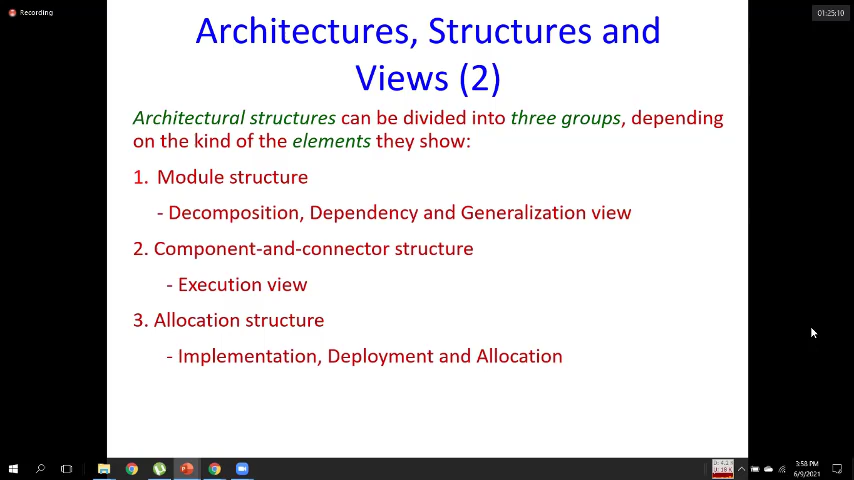 Recording
01:25:10
Architectures, Structures and
Views (2)
Architectural structures can be divided into three groups, depending
on the kind of the elements they show:
1. Module structure
- Decomposition, Dependency and Generalization view
2. Component-and-connector structure
- Execution view
3. Allocation structure
- Implementation, Deployment and Allocation
3:58 PM
6/9/2021